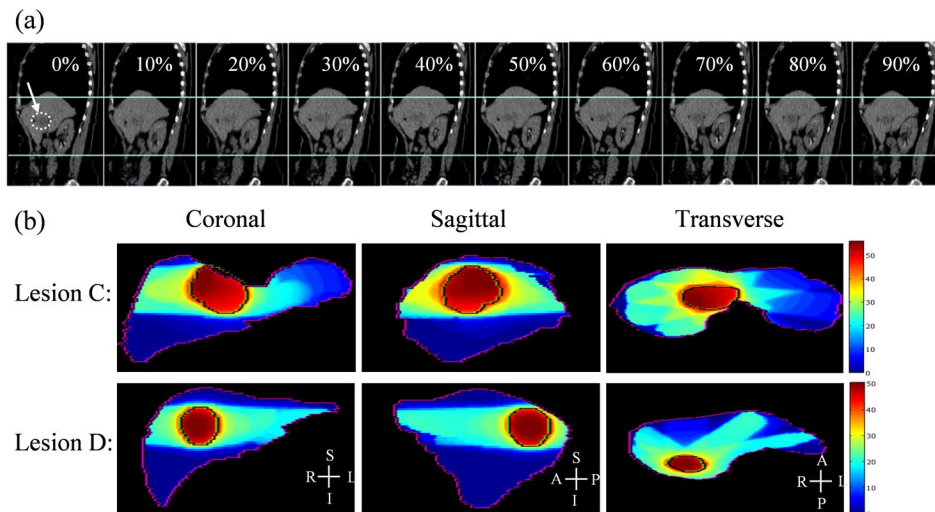 (a)
0% 10% 20% 30% 40% 50% 60% 70% 80% 90%
(b)
Coronal Sagittal Transverse
Lesion C:
50
40
30
20
10
0
Lesion D:
50
40
30
20
10
0
S
R L
I
S
A P
I
A
R L
P